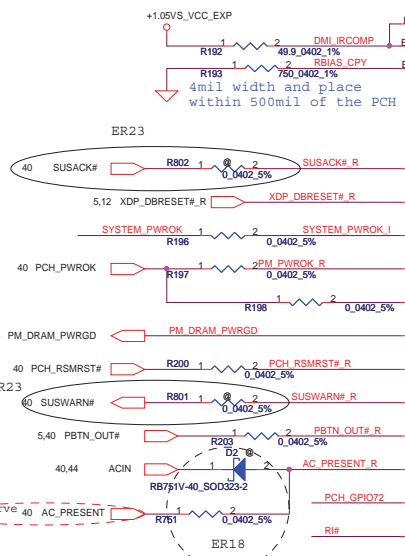 +1.05VS_VCC_EXP
R192 1 2 DMI_IRCOMP
49.9_0402_1%
R193 1 2 RBIAS_CPY
750_0402_1%
4mil width and place
within 500mil of the PCH
ER23
40 SUSACK# R802 1 @ 2 SUSACK#_R
0_0402_5%
5,12 XDP_DBRESET#_R XDP_DBRESET#_R
SYSTEM_PWROK 1 2 SYSTEM_PWROK_I
R196 0_0402_5%
40 PCH_PWROK R197 1 2 PM_PWROK_R
0_0402_5%
R198 1 2 0_0402_5%
PM_DRAM_PWRGD PM_DRAM_PWRGD
40 PCH_RSMRST# R200 1 2 PCH_RSMRST#_R
0_0402_5%
R23
40 SUSWARN# R801 1 @ 2 SUSWARN#_R
0_0402_5%
5,40 PBTN_OUT# 1 2 PBTN_OUT#_R
R203 0_0402_5%
D2 @
40,44 ACIN 1 2 AC_PRESENT_R
RB751V-40_SOD323-2
PCH_GPIO72
rve 40 AC_PRESENT 1 2
R751 0_0402_5%
RI#
ER18